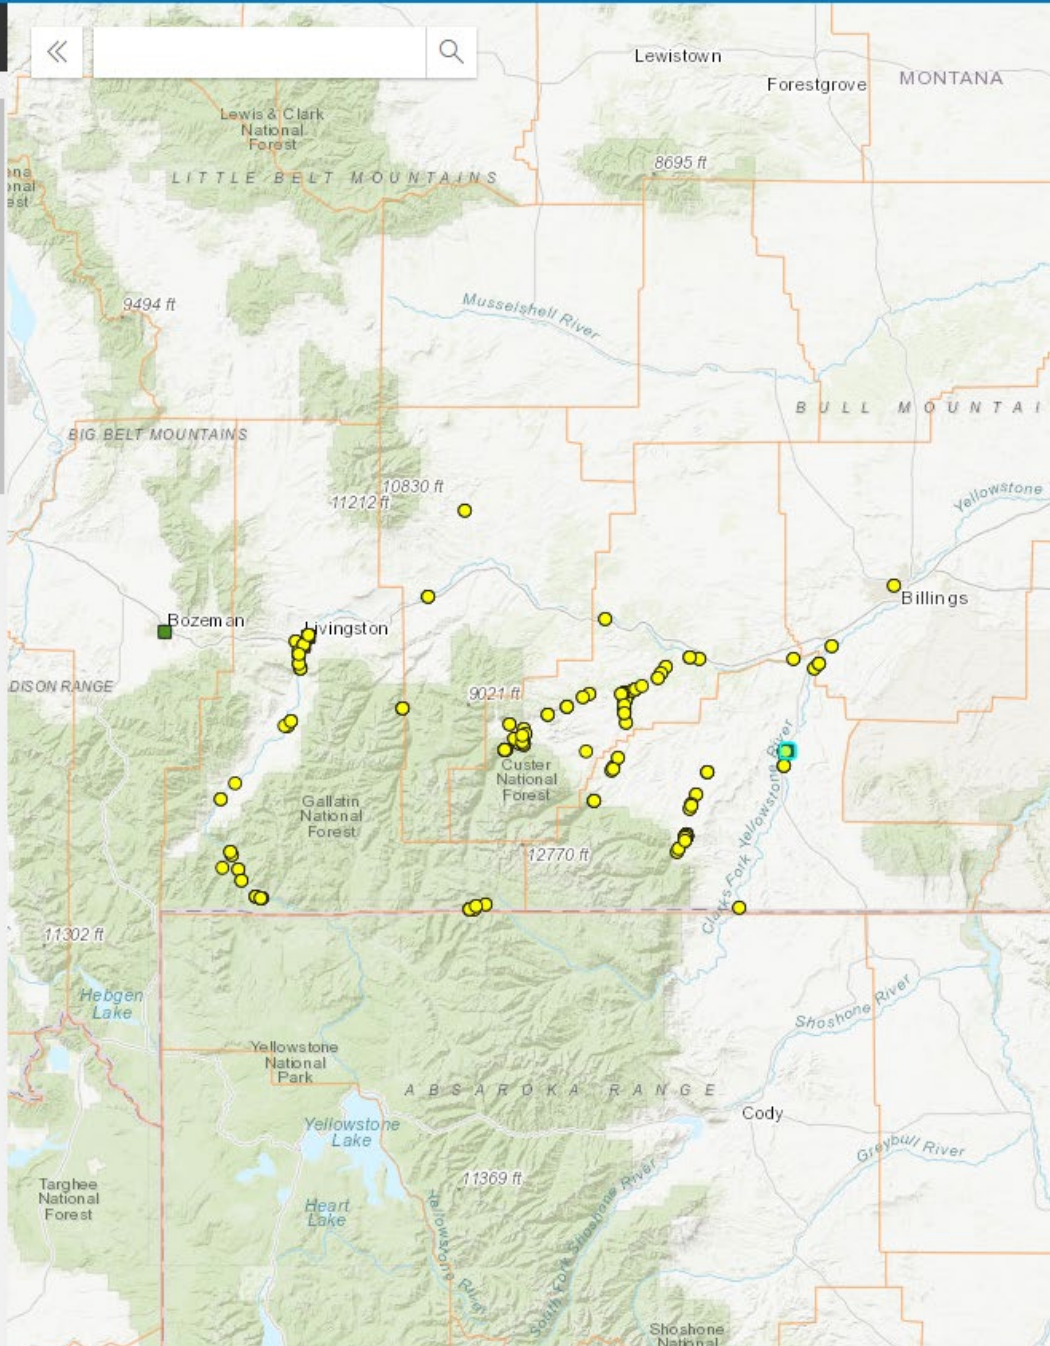 Lewistown
Forestgrove
MONTANA
Lewis & Clark
National
Forest
8695 ft
LITTLE BELT MOUNTAINS
ena
onal
est
9494 ft
Musselshell River
BULL MOUNTAI
BIG BELT MOUNTAINS
10830 ft
11212 ft
Yellowstone
Billings
Bozeman
Livingston
DISON RANGE
9021 ft
Custer
National
Forest
Gallatin
National
Forest
12770 ft
Clarks Fork Yellowstone River
11302 ft
Hebgen
Lake
Shoshone River
Yellowstone
National
Park
ABSAROKA RANGE
Cody
Yellowstone
Lake
Greybull River
11369 ft
Targhee
National
Forest
Heart
Lake
Yellowstone River
South Fork Shoshone River
Shoshone
National